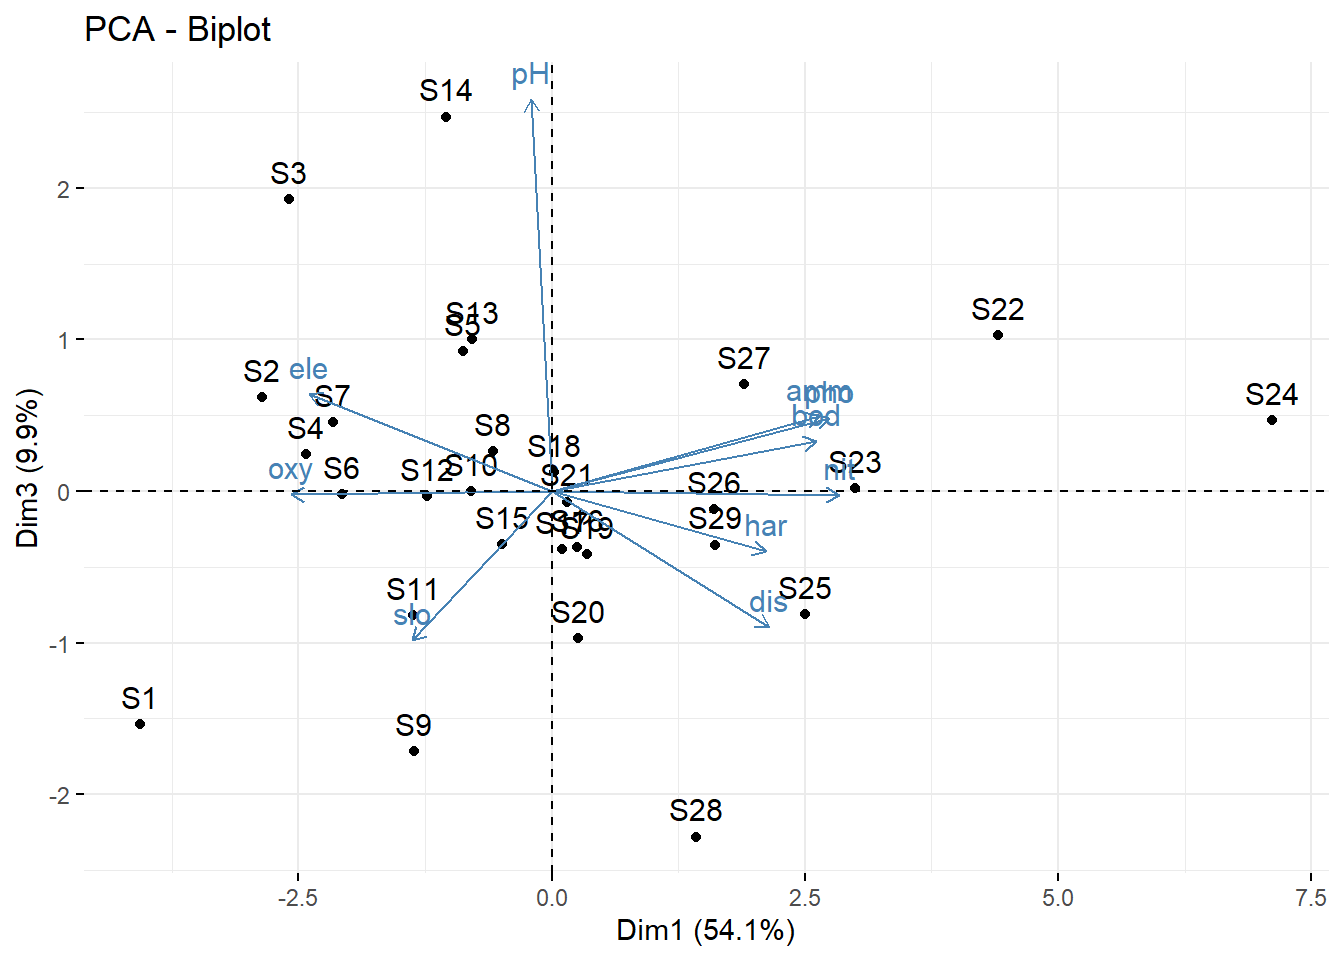 PCA - Biplot
pH
S14
S3
2
S13
S5
1
S22
S27
ele
S2
S7
amm
pho
bod
S24
S8
S4
S18
oxy
S6
S12
S10
S21
nit
S23
0
S26
S15
S17
S16
S19
S29
har
S11
slo
S20
dis
S25
-1
S1
S9
-2
S28
Dim3 (9.9%)
-2.5
0.0
2.5
5.0
7.5
Dim1 (54.1%)